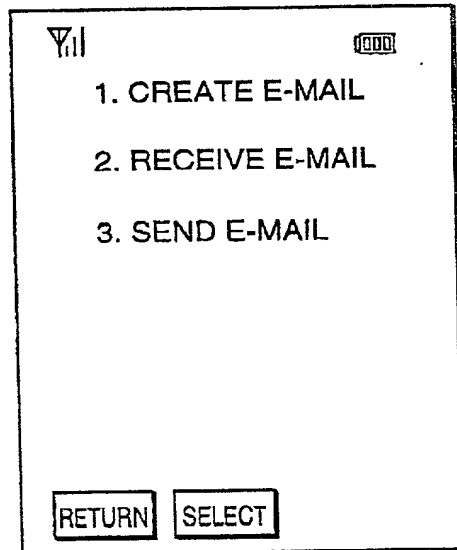 1. CREATE E-MAIL
2. RECEIVE E-MAIL
3. SEND E-MAIL
RETURN SELECT